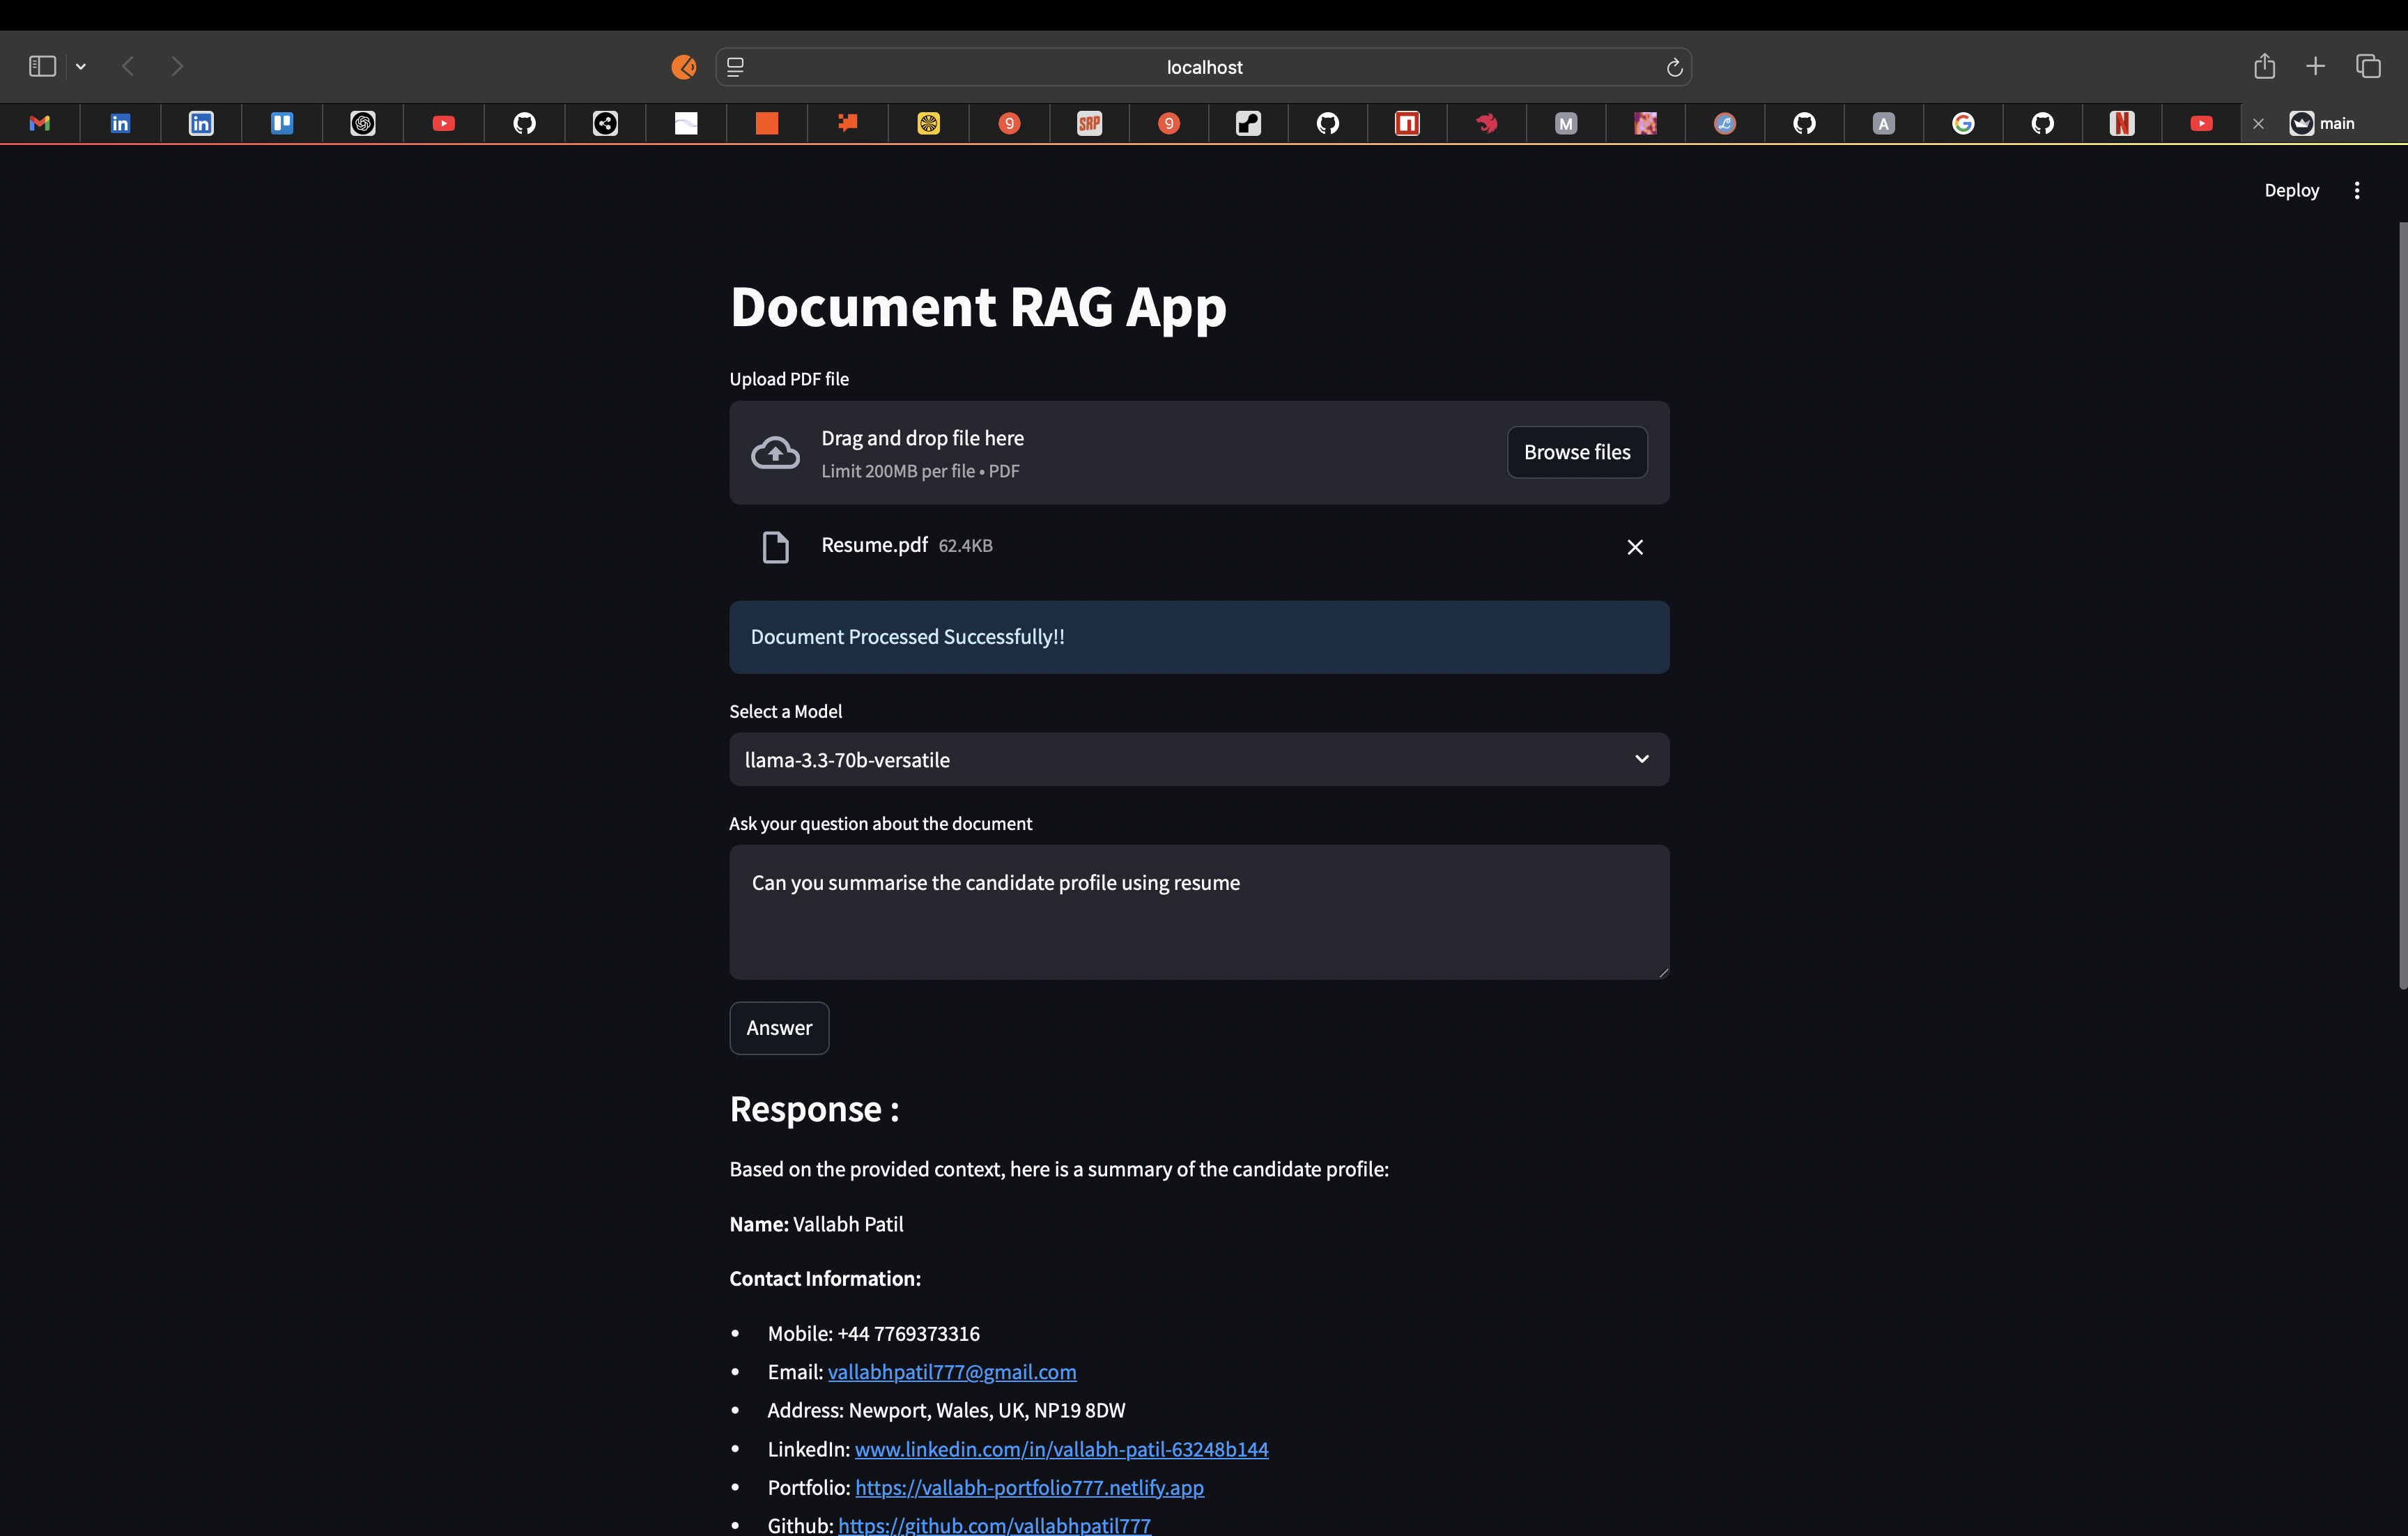 localhost
9
SRP
9
M
A
main
Deploy
Document RAG App
Upload PDF file
Drag and drop file here
Limit 200MB per file • PDF
Browse files
Resume.pdf 62.4KB
Document Processed Successfully!!
Select a Model
llama-3.3-70b-versatile
Ask your question about the document
Can you summarise the candidate profile using resume
Answer
Response :
Based on the provided context, here is a summary of the candidate profile:
Name: Vallabh Patil
Contact Information:
• Mobile: +44 7769373316
• Email: vallabhpatil777@gmail.com
• Address: Newport, Wales, UK, NP19 8DW
• LinkedIn: www.linkedin.com/in/vallabh-patil-63248b144
• Portfolio: https://vallabh-portfolio777.netlify.app
• Github: https://github.com/vallabhpatil777